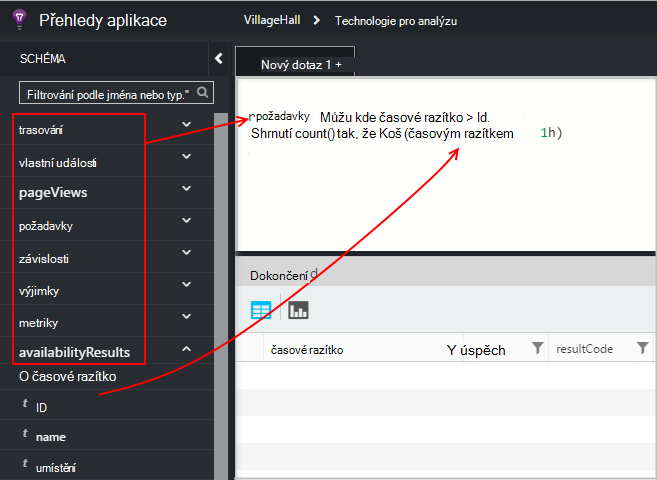 Přehledy aplikace
VillageHall > Technologie pro analýzu
SCHÉMA
Nový dotaz 1 +
Filtrování podle jména nebo typ."
trasování
vlastní události
pageViews
požadavky
závislosti
výjimky
metriky
availabilityResults
O časové razítko
t ID
t name
t umístění
požadavky Můžu kde časové razítko > Id.
Shrnutí count() tak, že Koš (časovým razítkem 1h)
Dokončení d
časové razítko Y úspěch resultCode